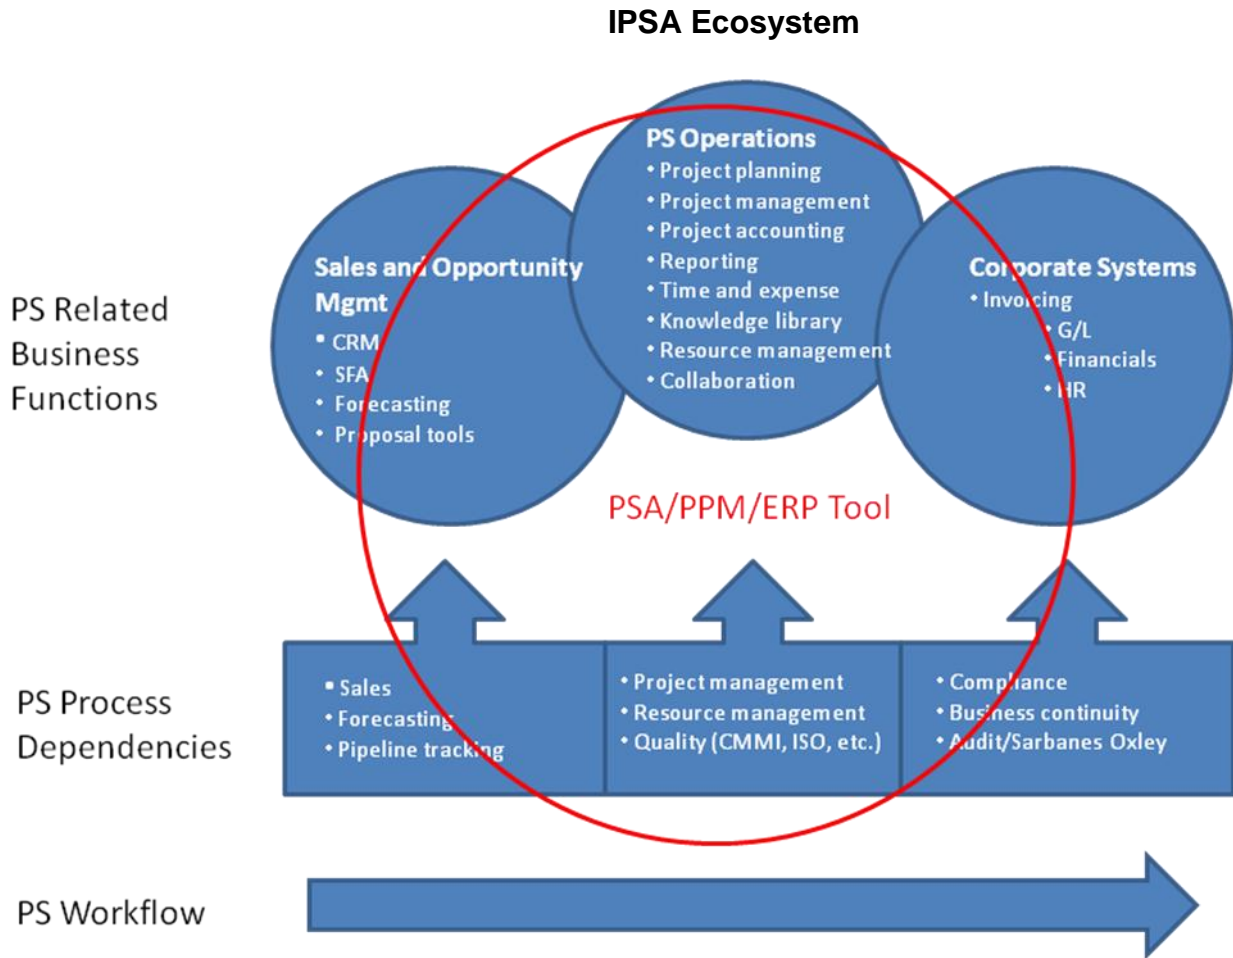 IPSA Ecosystem
PS Related
Business
Functions
Sales and Opportunity
Mgmt
▪ CRM
• SFA
• Forecasting
• Proposal tools
PS Operations
• Project planning
• Project management
• Project accounting
• Reporting
• Time and expense
• Knowledge library
• Resource management
• Collaboration
Corporate Systems
• Invoicing
• G/L
• Financials
• HR
PSA/PPM/ERP Tool
PS Process
Dependencies
▪ Sales
• Forecasting
• Pipeline tracking
• Project management
• Resource management
• Quality (CMMI, ISO, etc.)
• Compliance
• Business continuity
• Audit/Sarbanes Oxley
PS Workflow